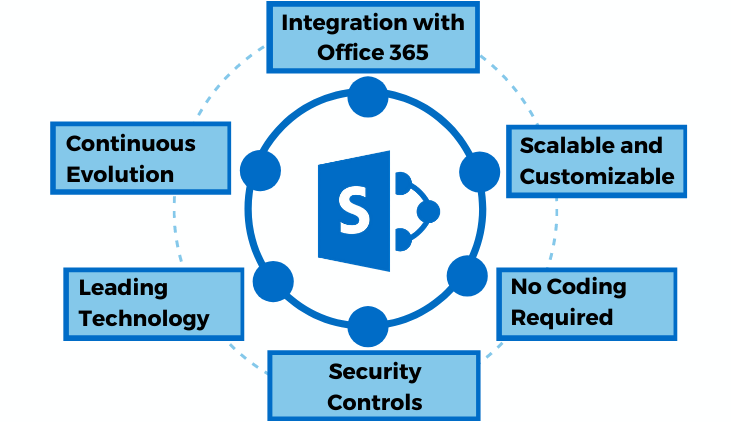 Integration with
Office 365
Continuous
Evolution
Scalable and
Customizable
S
Leading
Technology
No Coding
Required
Security
Controls